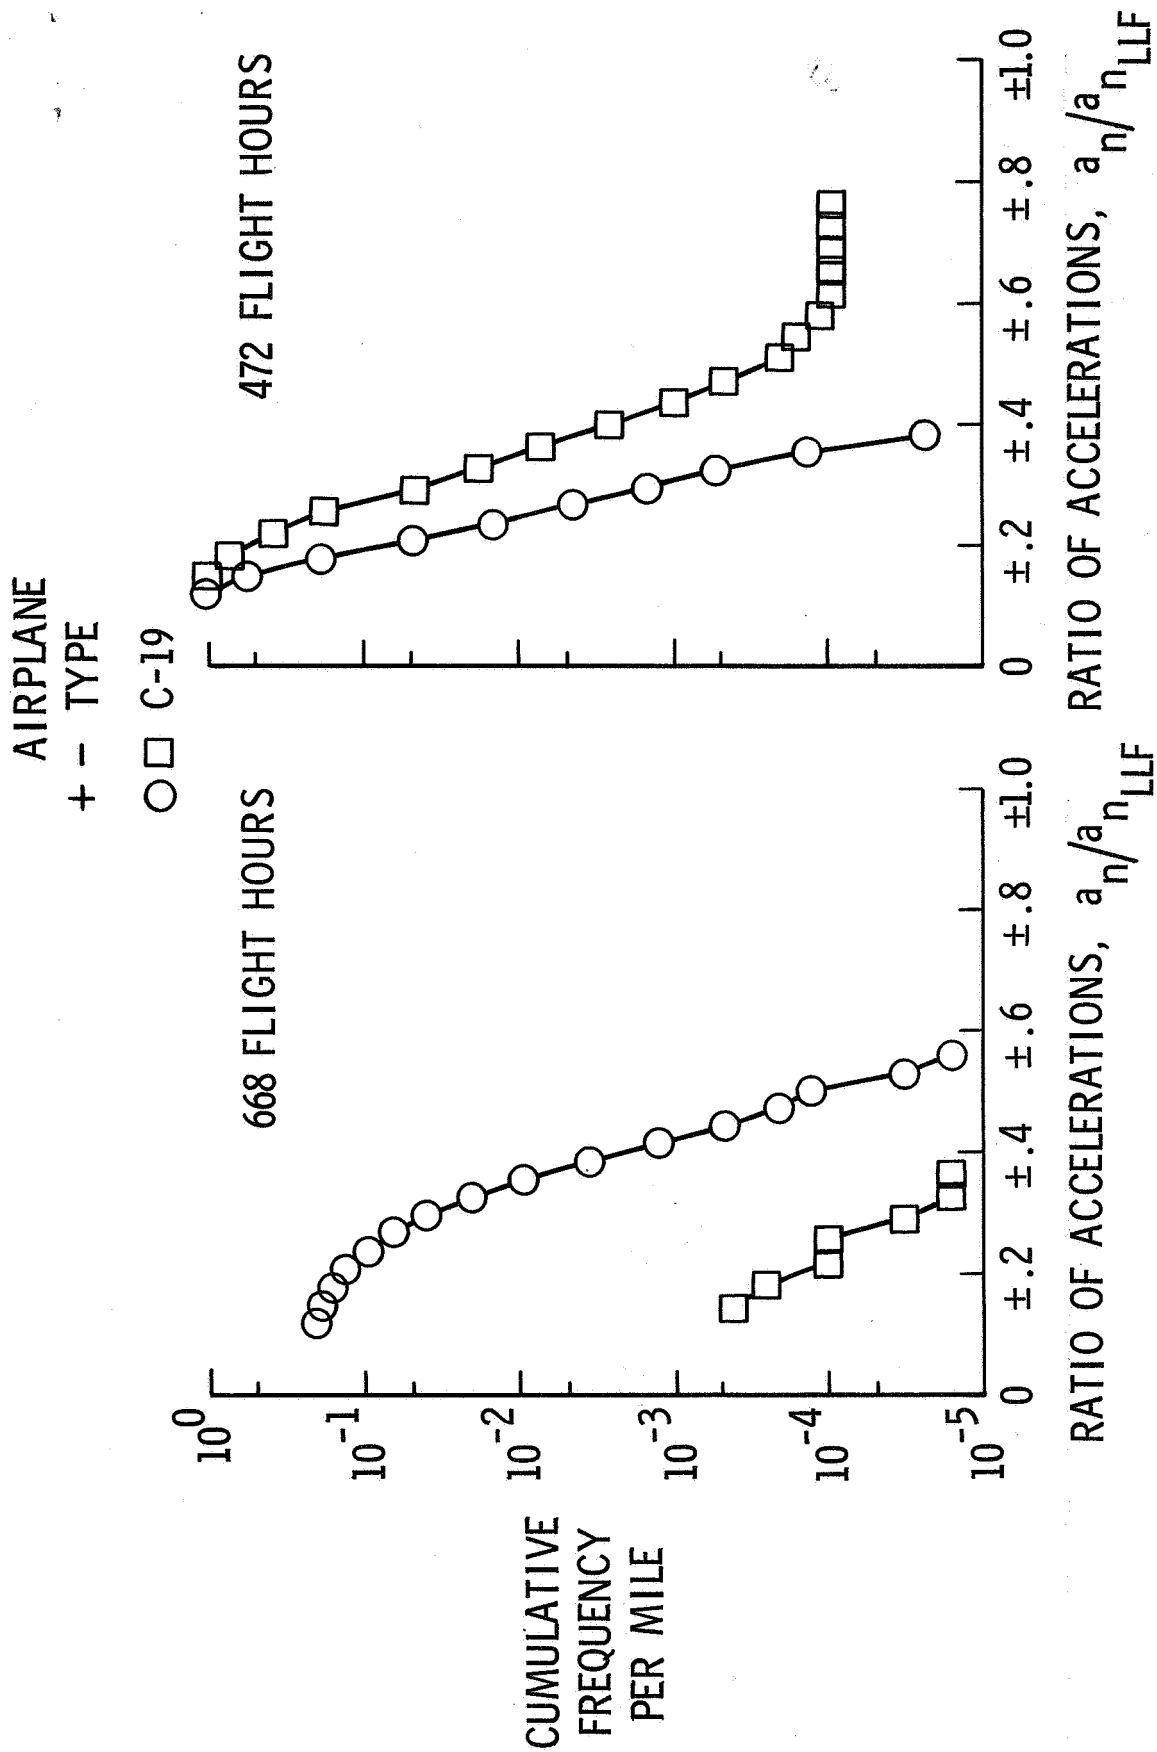 AIRPLANE
+ - TYPE
○ □ C-19
668 FLIGHT HOURS
472 FLIGHT HOURS
CUMULATIVE
FREQUENCY
PER MILE
10^0
10^-1
10^-2
10^-3
10^-4
10^-5
0 ±.2 ±.4 ±.6 ±.8 ±1.0
RATIO OF ACCELERATIONS, a_n/a_n_LLF
0 ±.2 ±.4 ±.6 ±.8 ±1.0
RATIO OF ACCELERATIONS, a_n/a_n_LLF